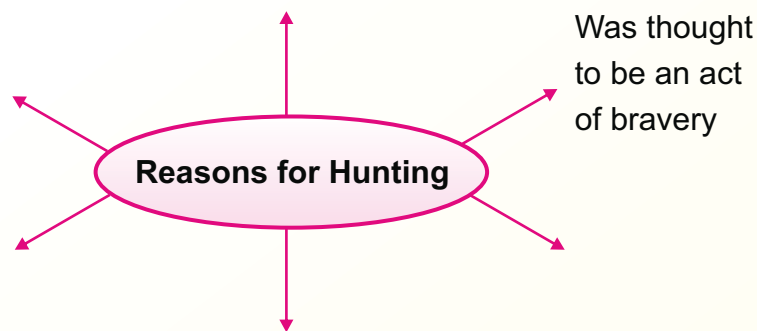 Was thought
to be an act
of bravery
Reasons for Hunting